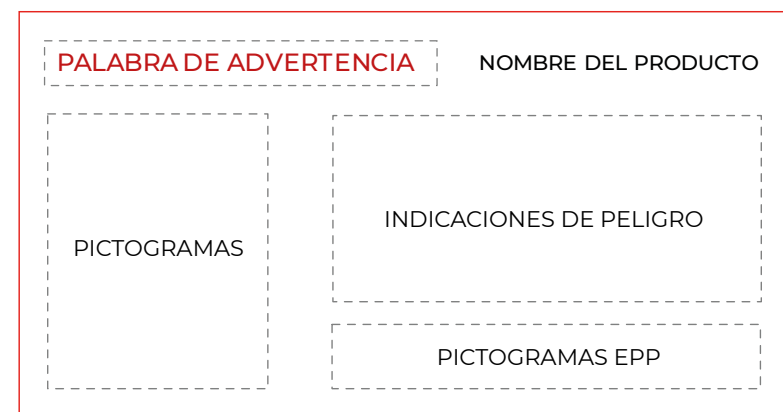 PALABRA DE ADVERTENCIA
NOMBRE DEL PRODUCTO
PICTOGRAMAS
INDICACIONES DE PELIGRO
PICTOGRAMAS EPP